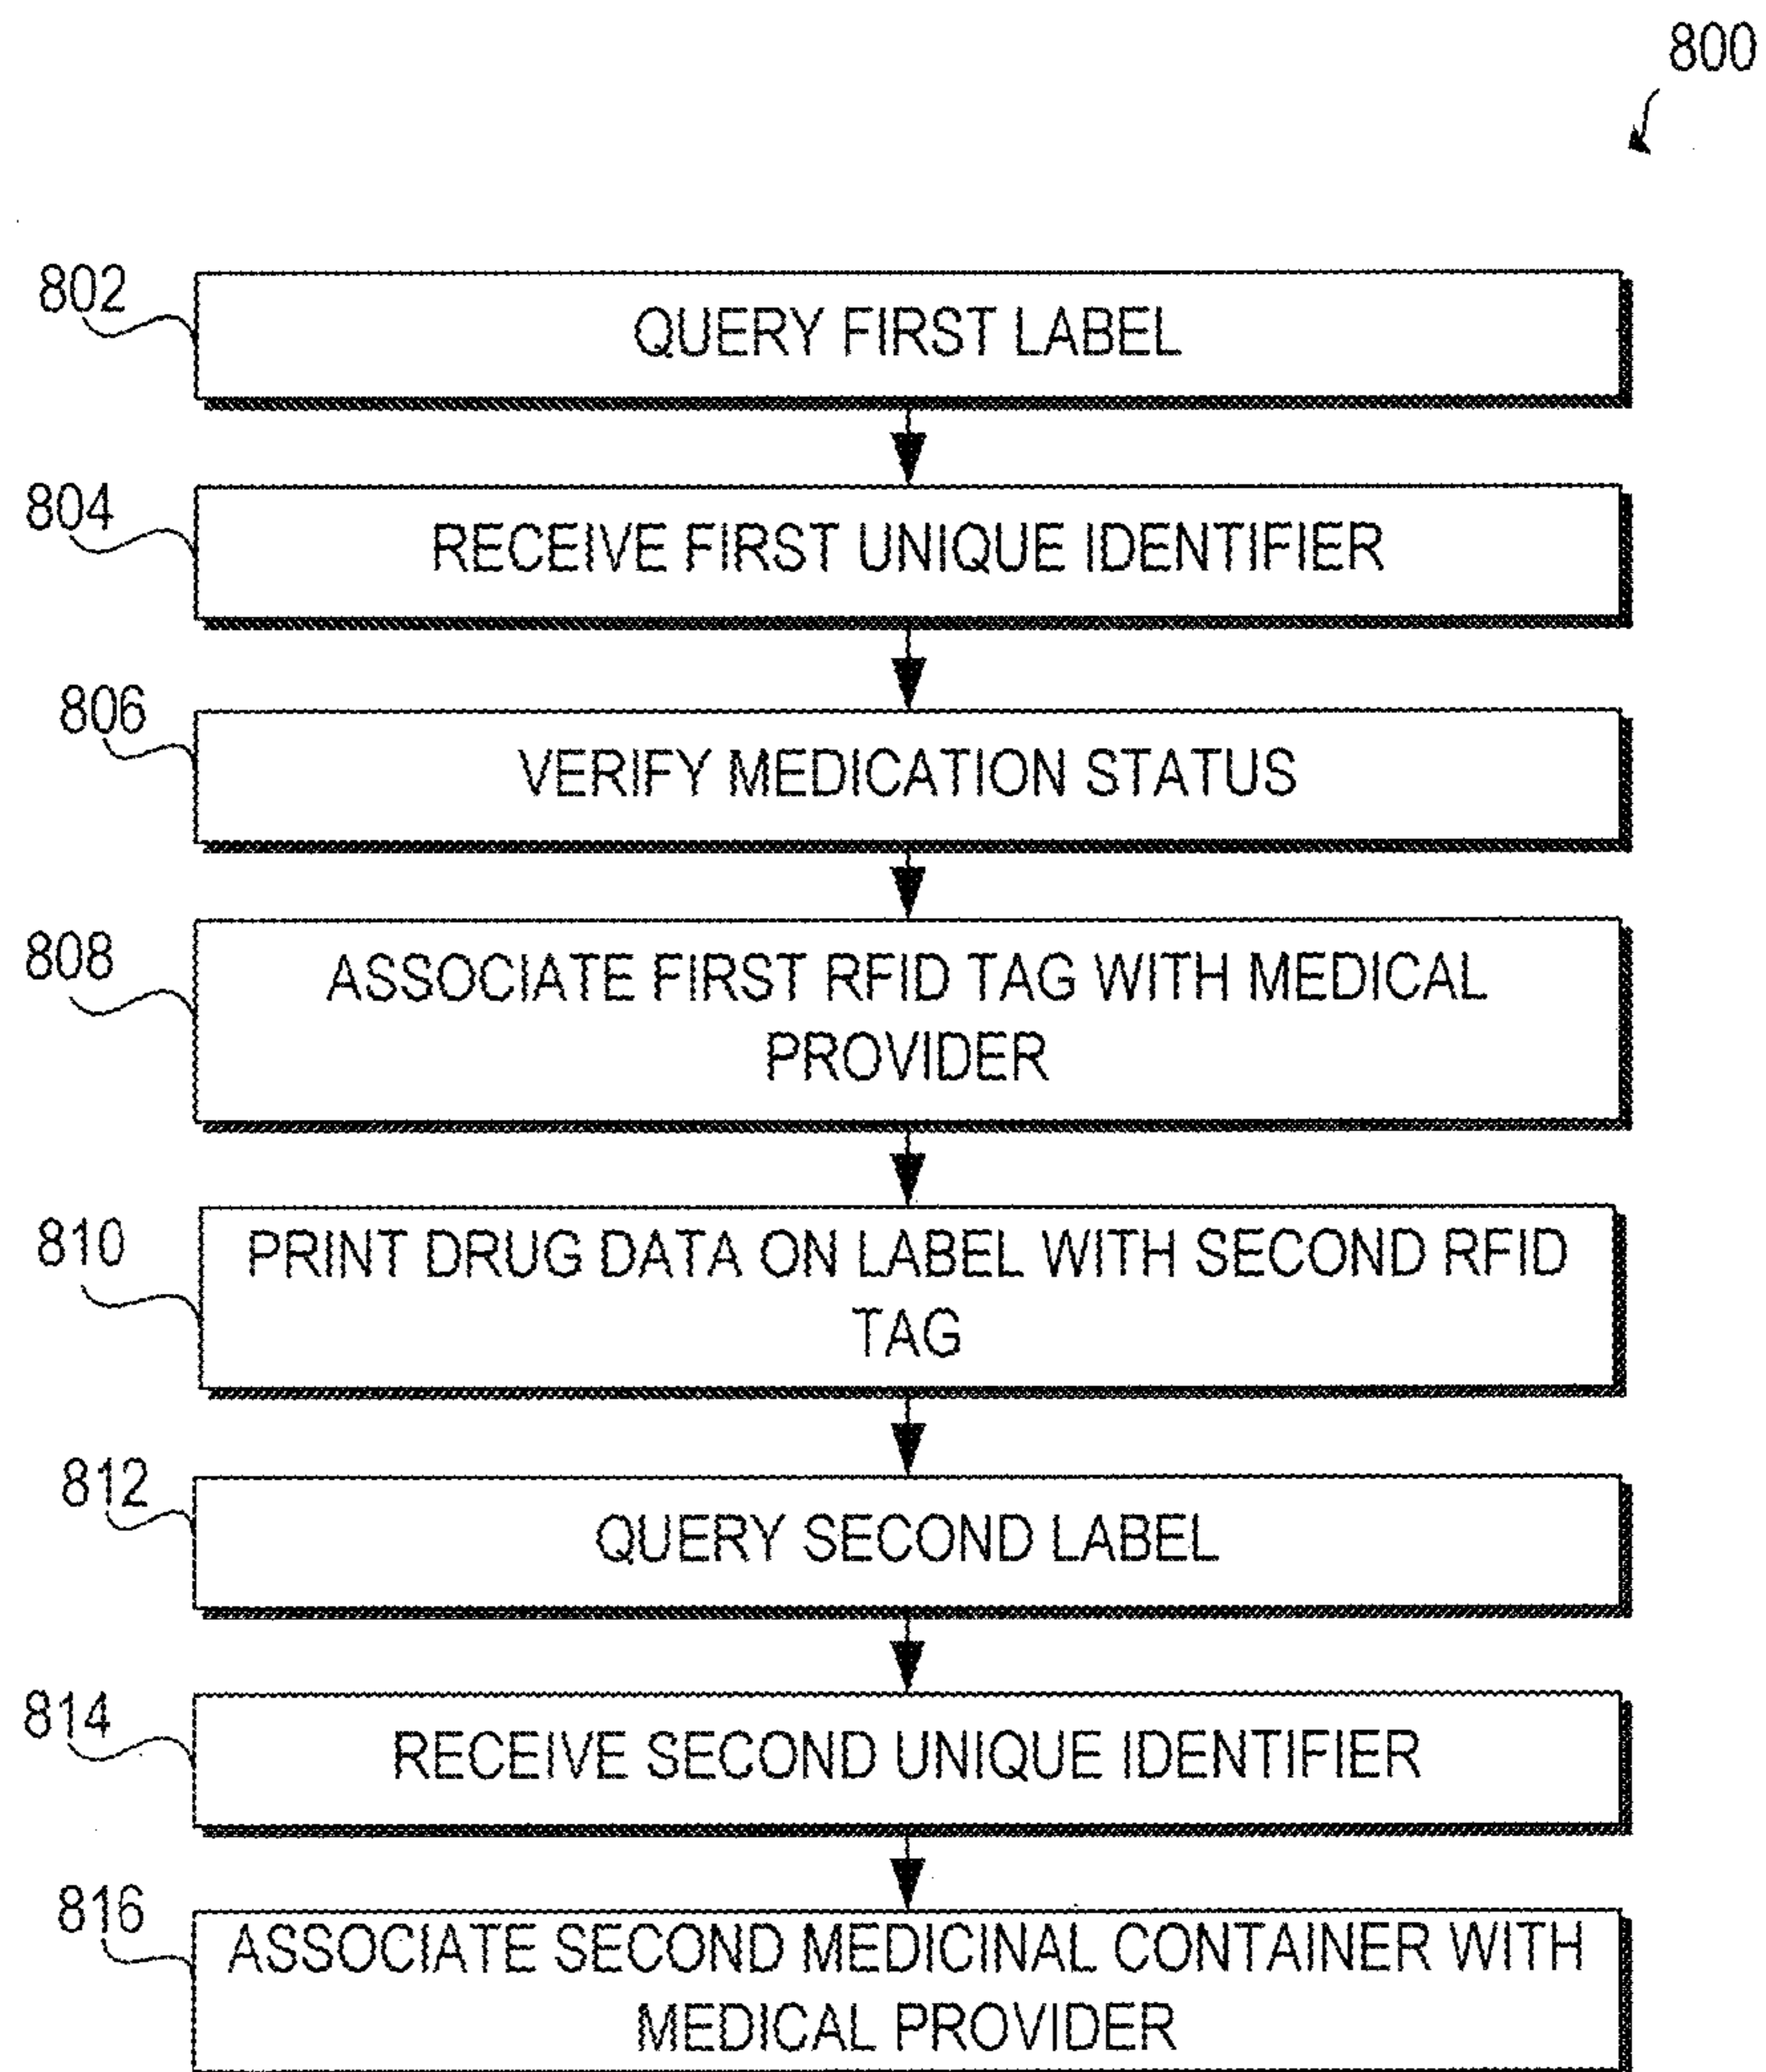 800
802
QUERY FIRST LABEL
804
RECEIVE FIRST UNIQUE IDENTIFIER
806
VERIFY MEDICATION STATUS
808
ASSOCIATE FIRST RFID TAG WITH MEDICAL
PROVIDER
810
PRINT DRUG DATA ON LABEL WITH SECOND RFID
TAG
812
QUERY SECOND LABEL
814
RECEIVE SECOND UNIQUE IDENTIFIER
816
ASSOCIATE SECOND MEDICINAL CONTAINER WITH
MEDICAL PROVIDER